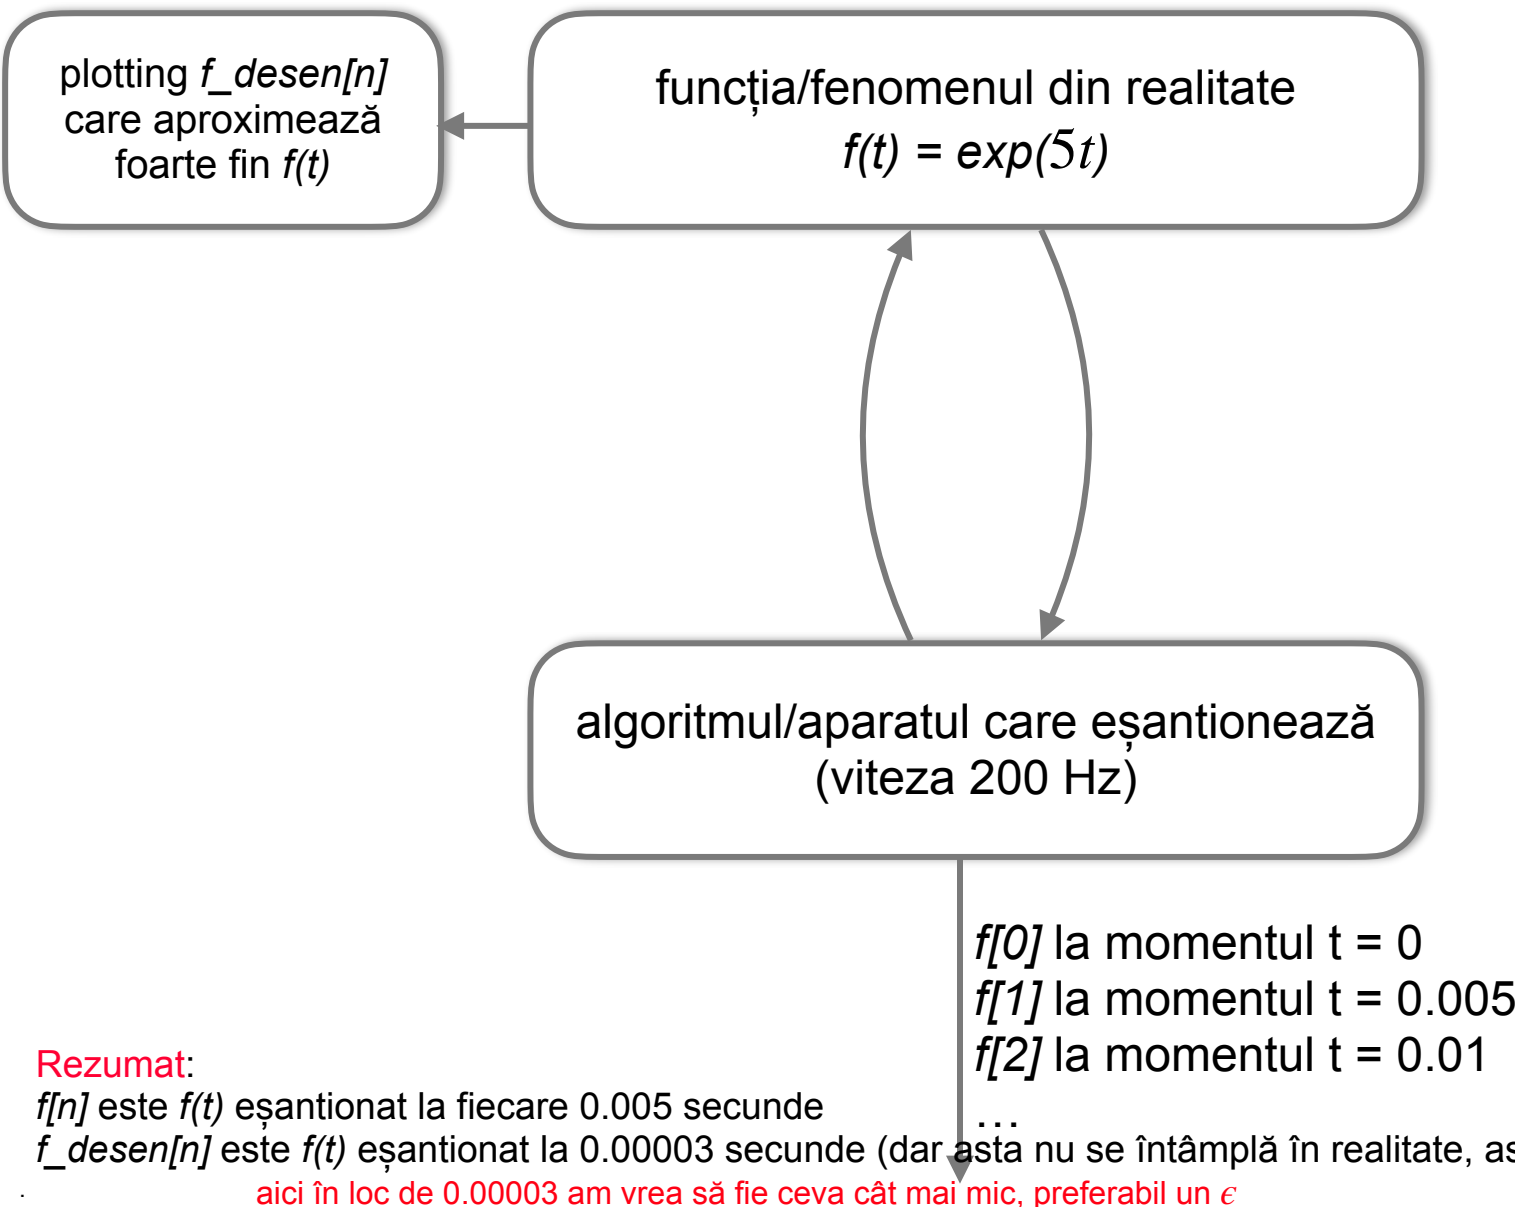 plotting f_desen[n]
care aproximează
foarte fin f(t)
funcția/fenomenul din realitate
f(t) = exp(5t)
algoritmul/aparatul care eșantionează
(viteza 200 Hz)
f[0] la momentul t = 0
f[1] la momentul t = 0.005
f[2] la momentul t = 0.01
…
Rezumat:
f[n] este f(t) eșantionat la fiecare 0.005 secunde
f_desen[n] este f(t) eșantionat la 0.00003 secunde (dar asta nu se întâmplă în realitate,
. aici în loc de 0.00003 am vrea să fie ceva cât mai mic, preferabil un ϵ